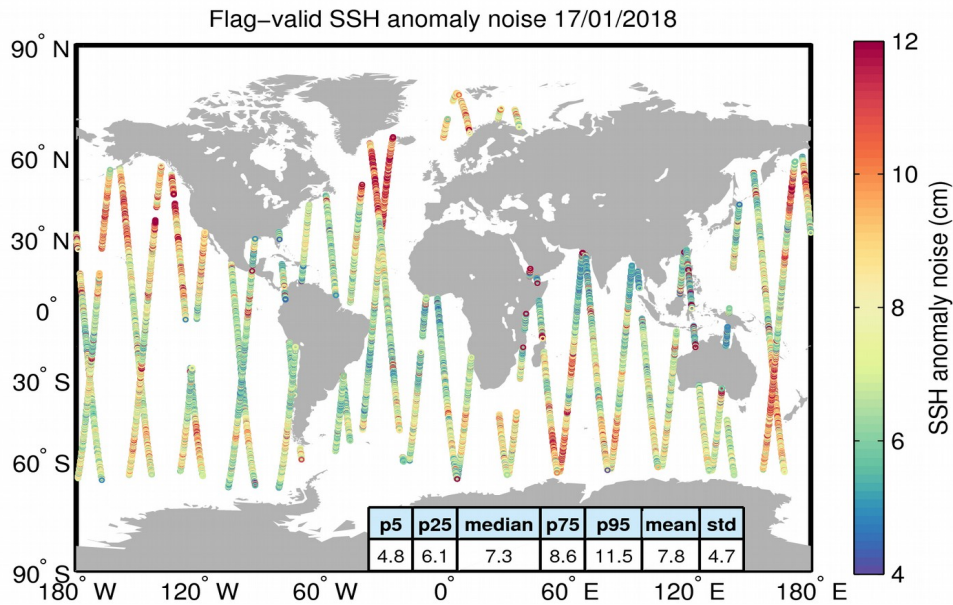 Flag−valid SSH anomaly noise 17/01/2018
90° N
60° N
30° N
0°
30° S
60° S
90° S
180° W 120° W 60° W 0° 60° E 120° E 180° E
p5 p25 median p75 p95 mean std
4.8 6.1 7.3 8.6 11.5 7.8 4.7
12
10
8
6
4
SSH anomaly noise (cm)